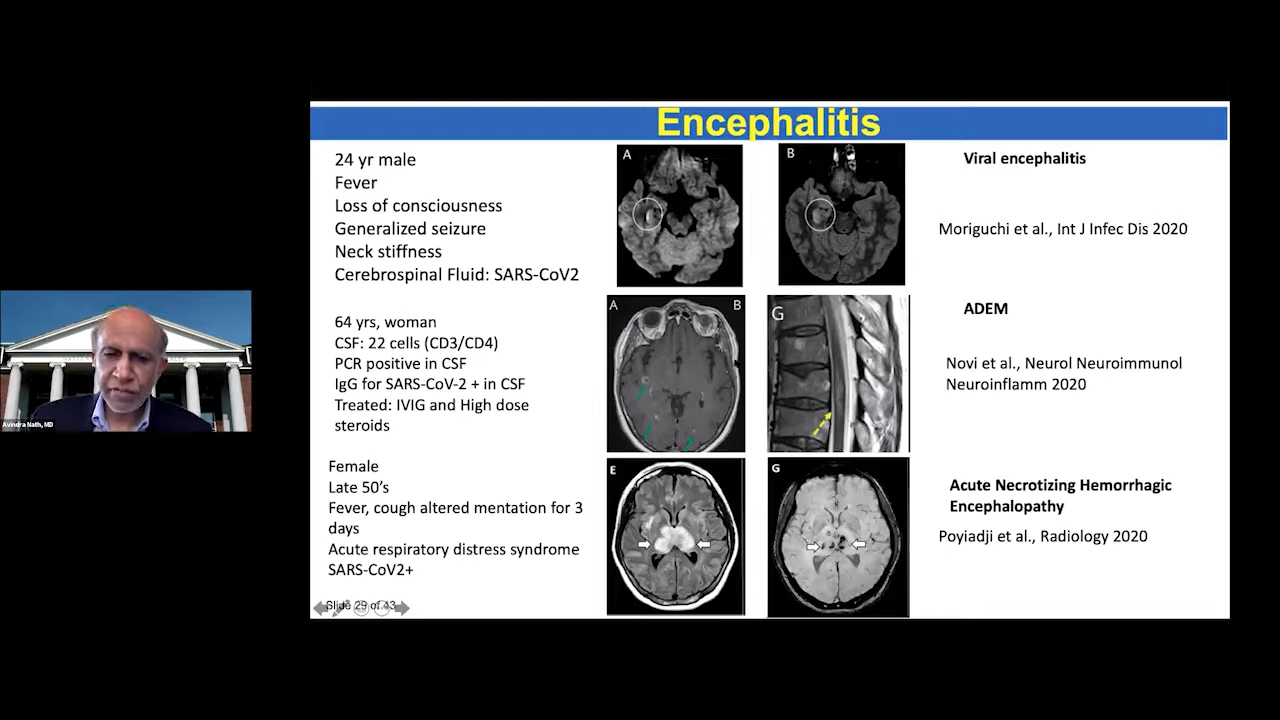 Encephalitis
24 yr male
Fever
Loss of consciousness
Generalized seizure
Neck stiffness
Cerebrospinal Fluid: SARS-CoV2
A
B
Viral encephalitis
Moriguchi et al., Int J Infec Dis 2020
64 yrs, woman
CSF: 22 cells (CD3/CD4)
PCR positive in CSF
IgG for SARS-CoV-2 + in CSF
Treated: IVIG and High dose
steroids
A
B
G
ADEM
Novi et al., Neurol Neuroimmunol
Neuroinflamm 2020
Female
Late 50's
Fever, cough altered mentation for 3
days
Acute respiratory distress syndrome
SARS-CoV2+
E
G
Acute Necrotizing Hemorrhagic
Encephalopathy
Poyiadji et al., Radiology 2020
Slide 29 of 43
Avindra Nath, MD